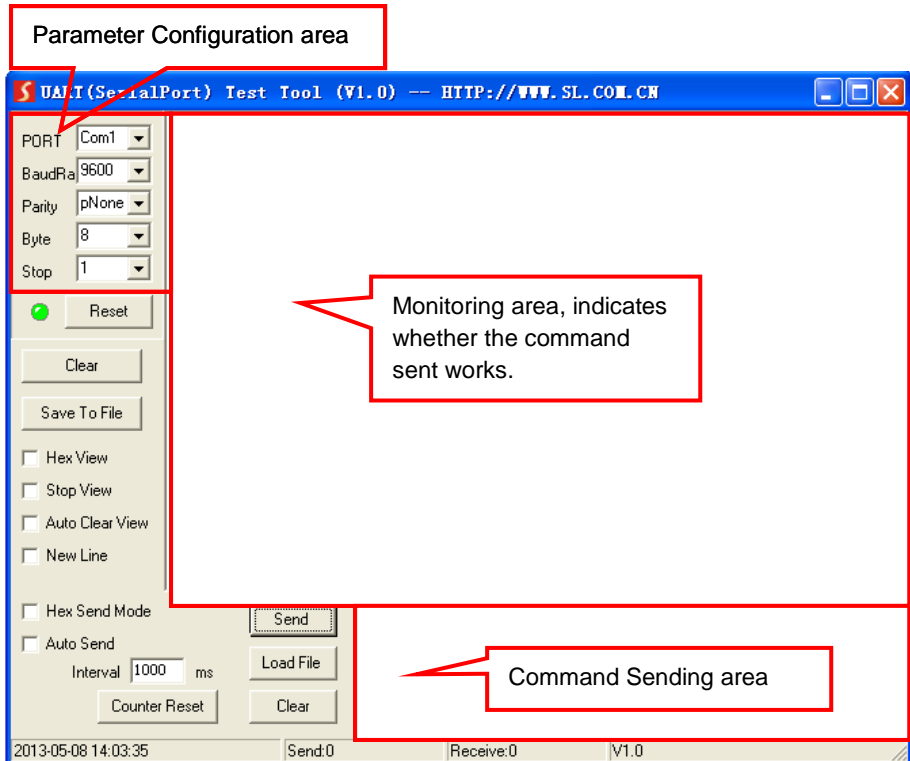 Parameter Configuration area
UART(SerialPort) Test Tool (V1.0) -- HTTP://WWW.SL.COM.CN
PORT Com1
BaudRa 9600
Parity pNone
Byte 8
Stop 1
Reset
Monitoring area, indicates
whether the command
sent works.
Clear
Save To File
Hex View
Stop View
Auto Clear View
New Line
Hex Send Mode
Send
Auto Send
Interval 1000 ms
Load File
Command Sending area
Counter Reset
Clear
2013-05-08 14:03:35 Send:0 Receive:0 V1.0